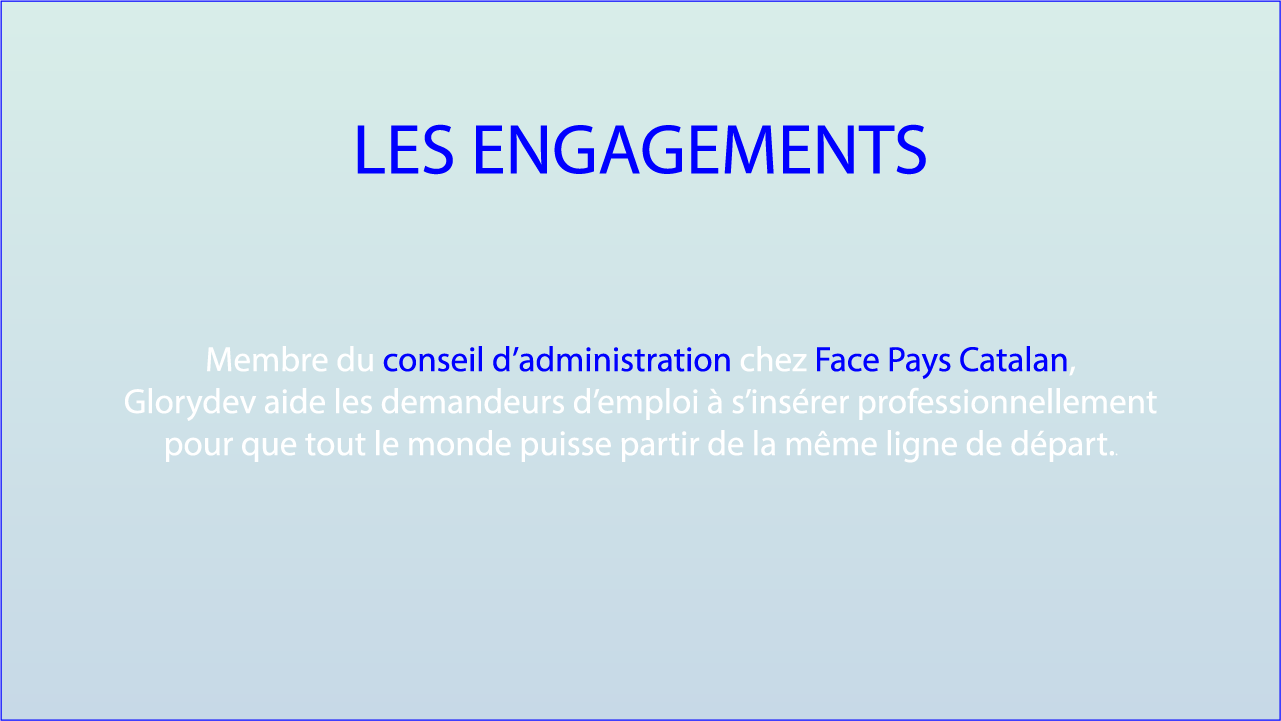 LES ENGAGEMENTS
Membre du conseil d’administration chez Face Pays Catalan,
Glorydev aide les demandeurs d’emploi à s’insérer professionnellement
pour que tout le monde puisse partir de la même ligne de départ..